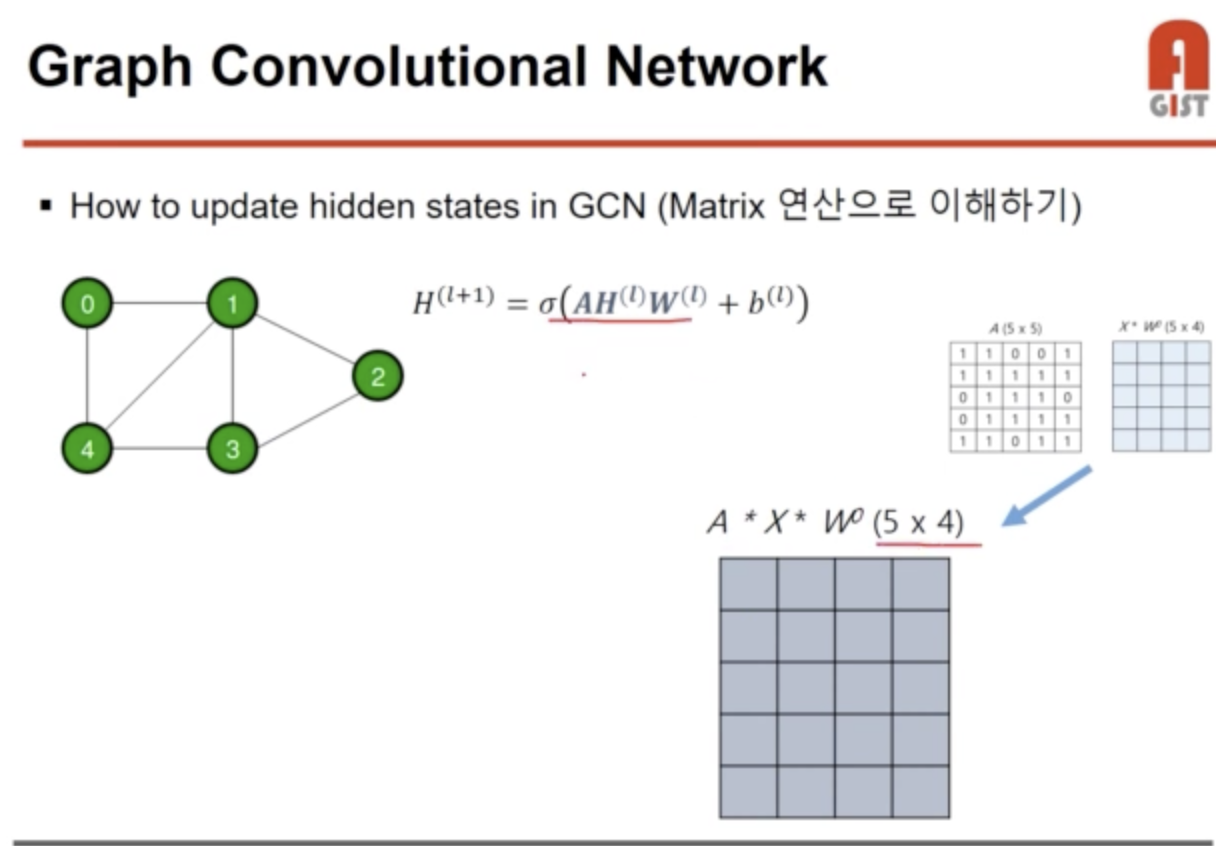 Graph Convolutional Network
GIST
▪ How to update hidden states in GCN (Matrix 연산으로 이해하기)
0
1
2
4
3
H^(l+1) = σ(AH^(l)W^(l) + b^(l))
A (5 x 5)
1 1 0 0 1
1 1 1 1 1
0 1 1 1 0
0 1 1 1 1
1 1 0 1 1
X * W⁰ (5 x 4)
A * X * W⁰ (5 x 4)